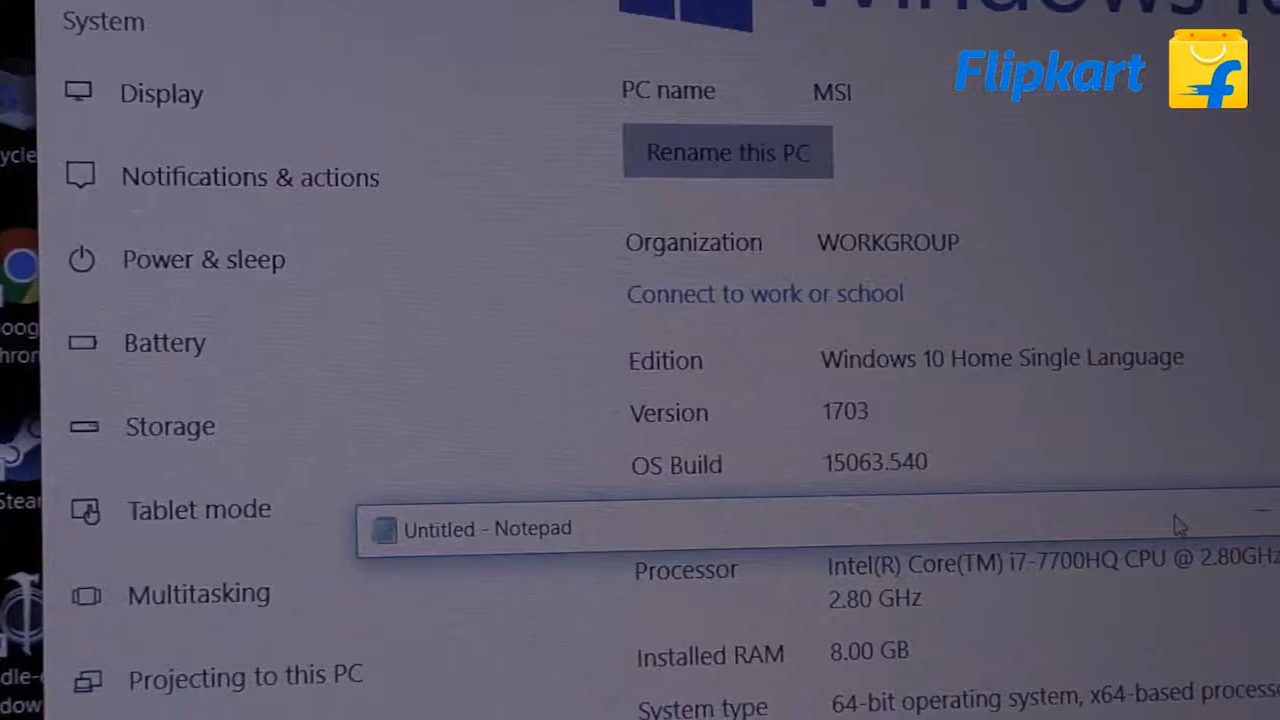 System
Windows 10
Flipkart
Display
PC name MSI
Rename this PC
Notifications & actions
Organization WORKGROUP
Power & sleep
Connect to work or school
Battery
Edition Windows 10 Home Single Language
Storage
Version 1703
OS Build 15063.540
Tablet mode
Untitled - Notepad
Processor Intel(R) Core(TM) i7-7700HQ CPU @ 2.80GHz
2.80 GHz
Multitasking
Installed RAM 8.00 GB
Projecting to this PC
System type 64-bit operating system, x64-based process